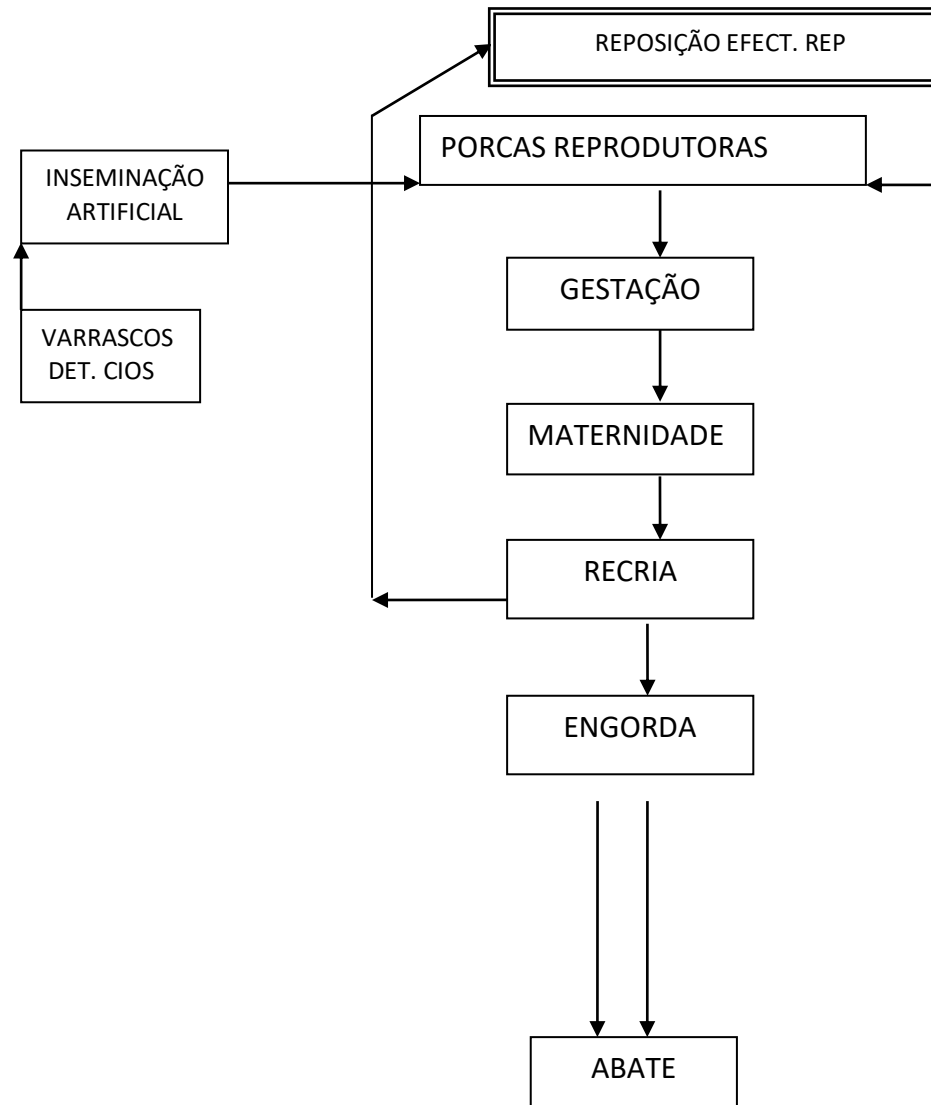 REPOSIÇÃO EFECT. REP
PORCAS REPRODUTORAS
INSEMINAÇÃO
ARTIFICIAL
GESTAÇÃO
VARRASCOS
DET. CIOS
MATERNIDADE
RECRIA
ENGORDA
ABATE